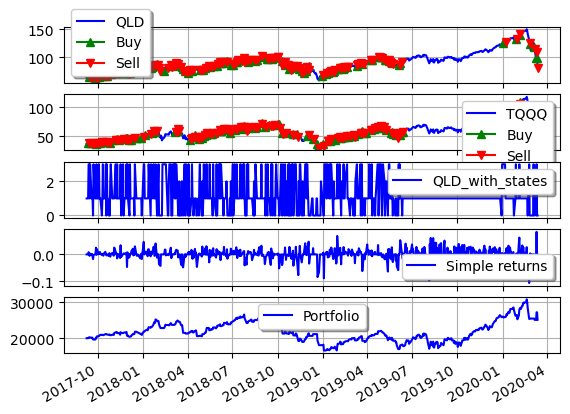 150
100
QLD
Buy
Sell
100
50
TQQQ
Buy
Sell
2
0
QLD_with_states
0.0
−0.1
Simple returns
30000
20000
Portfolio
2017-10
2018-01
2018-04
2018-07
2018-10
2019-01
2019-04
2019-07
2019-10
2020-01
2020-04